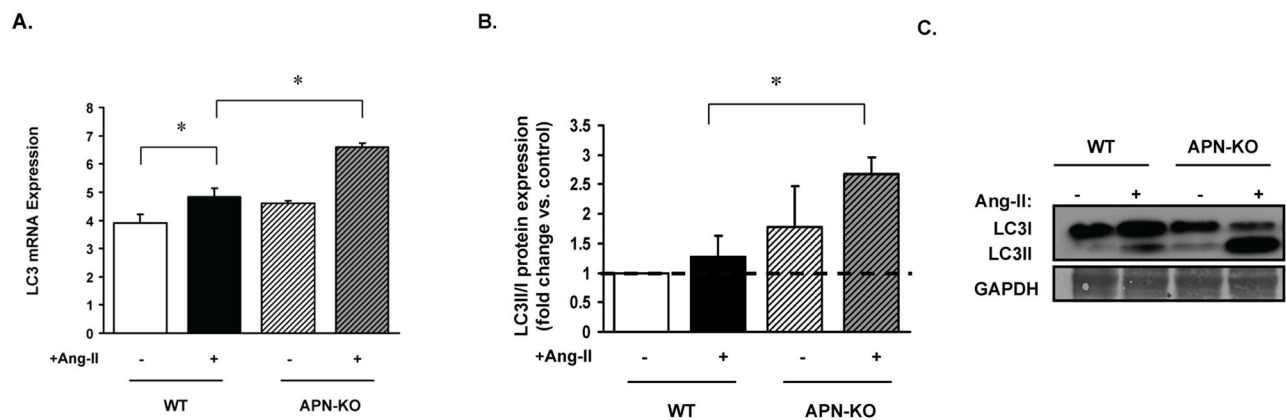 A.
*
*
LC3 mRNA Expression
8
7
6
5
4
3
2
1
0
+Ang-II - + - +
WT APN-KO
B.
*
LC3II/I protein expression
(fold change vs. control)
3.5
3
2.5
2
1.5
1
0.5
0
+Ang-II - + - +
WT APN-KO
C.
WT APN-KO
Ang-II: - + - +
LC3I
LC3II
GAPDH